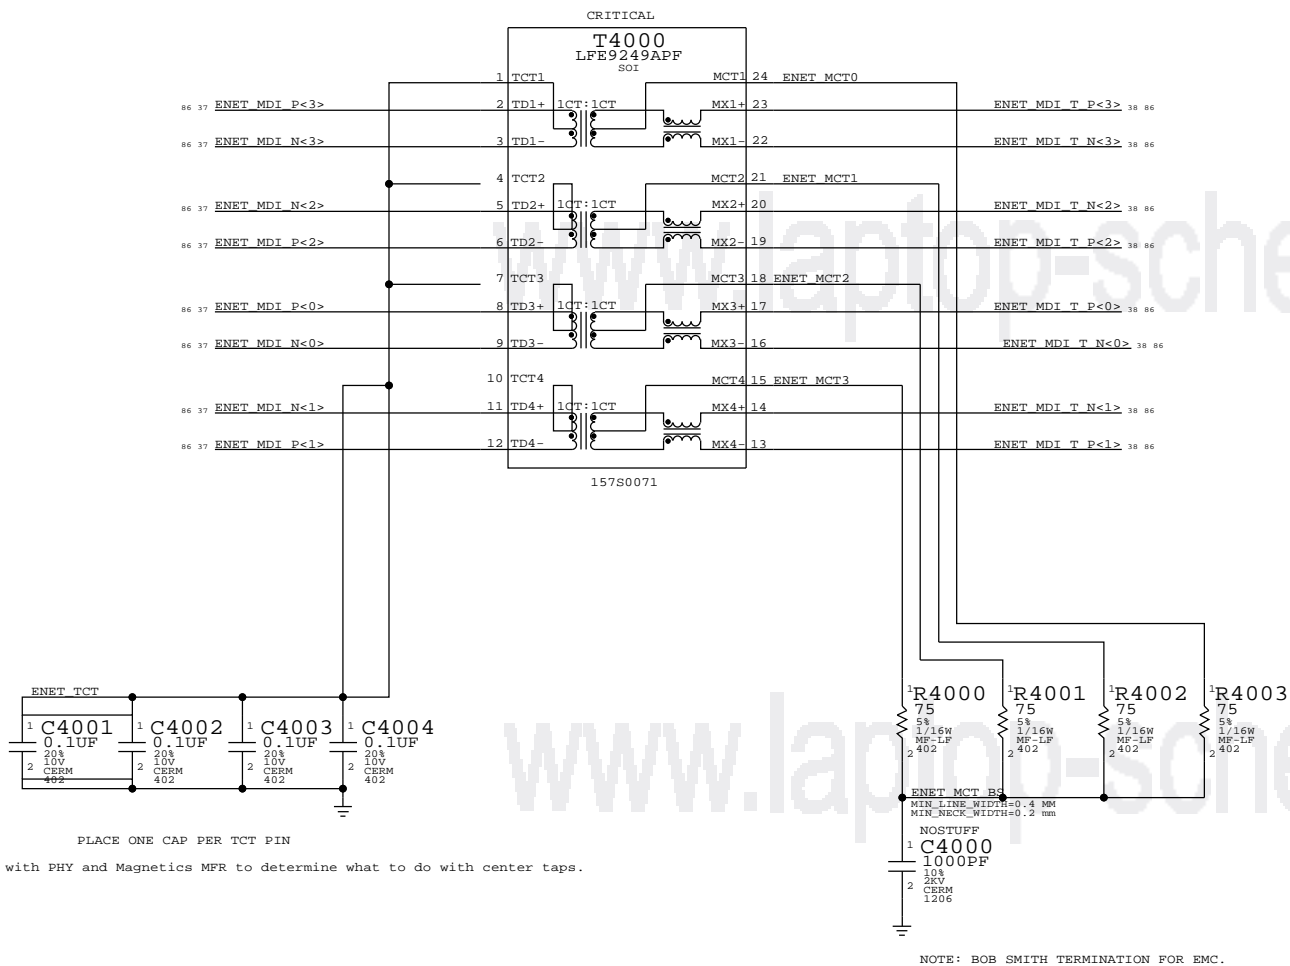 CRITICAL
T4000
LFE9249APF
SOI
1 TCT1 MCT1 24 ENET_MCT0
86 37 ENET_MDI_P<3> 2 TD1+ 1CT:1CT MX1+ 23 ENET_MDI_T_P<3> 38 86
86 37 ENET_MDI_N<3> 3 TD1- MX1- 22 ENET_MDI_T_N<3> 38 86
4 TCT2 MCT2 21 ENET_MCT1
86 37 ENET_MDI_N<2> 5 TD2+ 1CT:1CT MX2+ 20 ENET_MDI_T_N<2> 38 86
86 37 ENET_MDI_P<2> 6 TD2- MX2- 19 ENET_MDI_T_P<2> 38 86
7 TCT3 MCT3 18 ENET_MCT2
86 37 ENET_MDI_P<0> 8 TD3+ 1CT:1CT MX3+ 17 ENET_MDI_T_P<0> 38 86
86 37 ENET_MDI_N<0> 9 TD3- MX3- 16 ENET_MDI_T_N<0> 38 86
10 TCT4 MCT4 15 ENET_MCT3
86 37 ENET_MDI_N<1> 11 TD4+ 1CT:1CT MX4+ 14 ENET_MDI_T_N<1> 38 86
86 37 ENET_MDI_P<1> 12 TD4- MX4- 13 ENET_MDI_T_P<1> 38 86
157S0071
www.laptop-sche
ENET_TCT
1 C4001 1 C4002 1 C4003 1 C4004
0.1UF 0.1UF 0.1UF 0.1UF
20% 20% 20% 20%
10V 10V 10V 10V
2 CERM 2 CERM 2 CERM 2 CERM
402 402 402 402
1 R4000 1 R4001 1 R4002 1 R4003
75 75 75 75
5% 5% 5% 5%
1/16W 1/16W 1/16W 1/16W
MF-LF MF-LF MF-LF MF-LF
2 402 2 402 2 402 2 402
www.laptop-sche
ENET_MCT_BS
MIN_LINE_WIDTH=0.4 MM
MIN_NECK_WIDTH=0.2 mm
NOSTUFF
1 C4000
1000PF
10%
2KV
2 CERM
1206
PLACE ONE CAP PER TCT PIN
with PHY and Magnetics MFR to determine what to do with center taps.
NOTE: BOB SMITH TERMINATION FOR EMC.